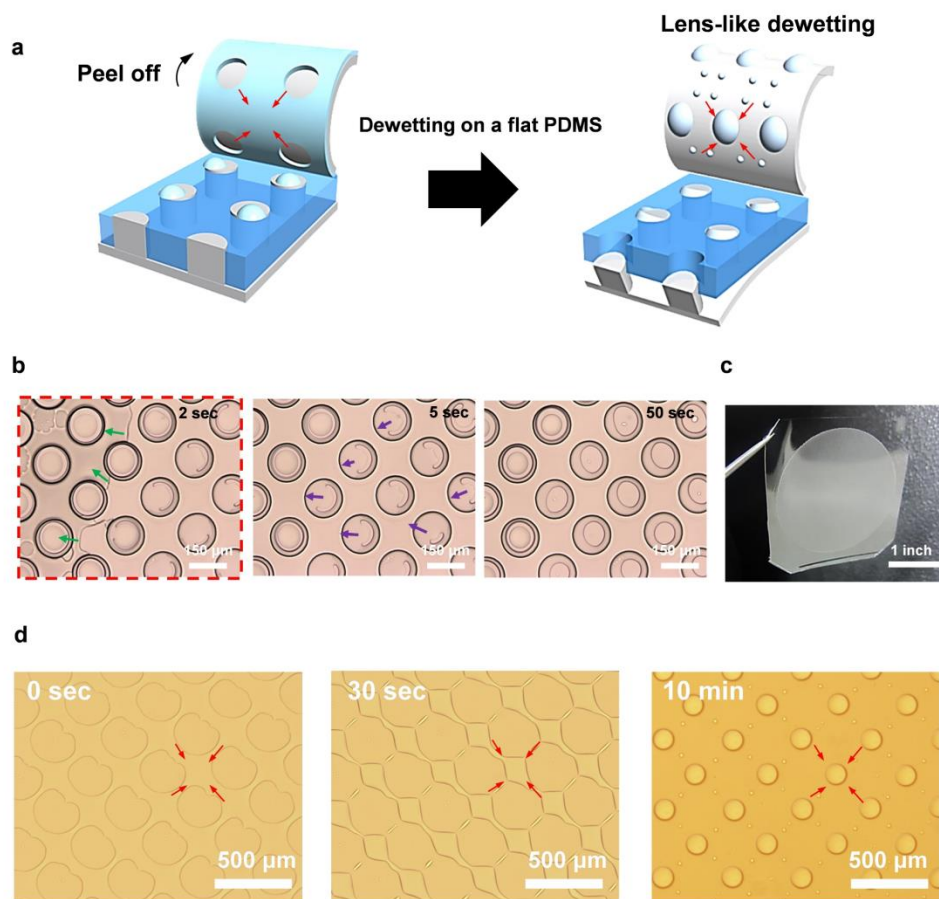 a
Peel off
Dewetting on a flat PDMS
Lens-like dewetting
b
2 sec
150 μm
5 sec
150 μm
50 sec
150 μm
c
1 inch
d
0 sec
500 μm
30 sec
500 μm
10 min
500 μm